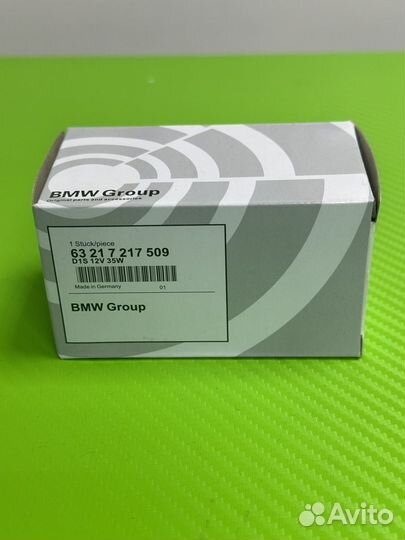 BMW Group
Original parts and accessories
1 Stück/piece
63 21 7 217 509
D1S 12V 35W
Made in Germany 01
BMW Group
Avito